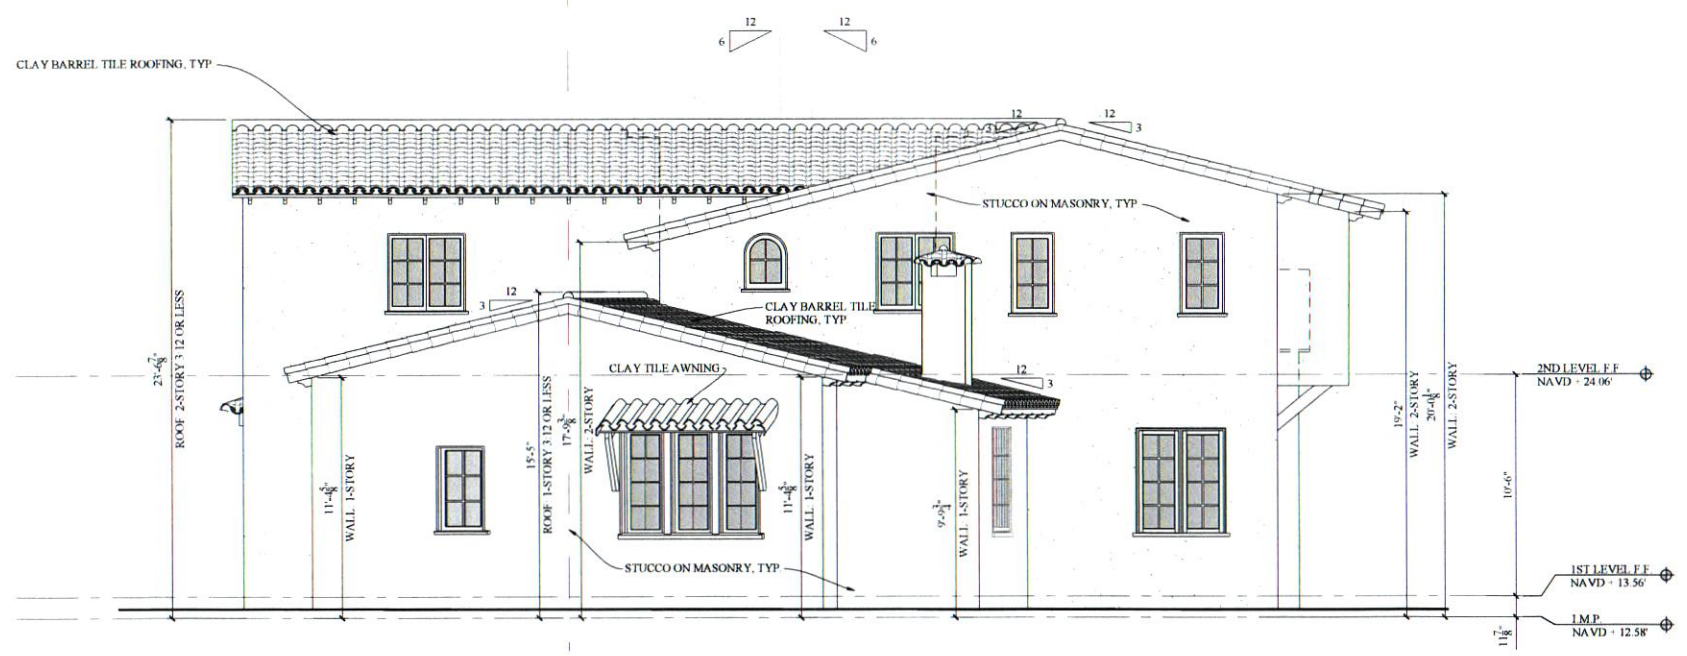 12
12
6
6
CLAY BARREL TILE ROOFING, TYP
12
12
3
3
STUCCO ON MASONRY, TYP
12
3
CLAY BARREL TILE
ROOFING, TYP
CLAY TILE AWNING
12
3
2ND LEVEL F.F
NAVD + 24.06'
23'-6 7/8"
ROOF 2-STORY 3 12 OR LESS
11'-4 5/8"
WALL 1-STORY
15'-5"
ROOF 1-STORY 3 12 OR LESS
17'-9 3/8"
WALL 2-STORY
11'-4 5/8"
WALL 1-STORY
9'-9 3/4"
WALL 1-STORY
19'-2"
WALL 2-STORY
20'-0 1/8"
WALL 2-STORY
10'-6"
STUCCO ON MASONRY, TYP
1ST LEVEL F.F.
NAVD + 13.56'
I.M.P.
NAVD + 12.58'
11 7/8"